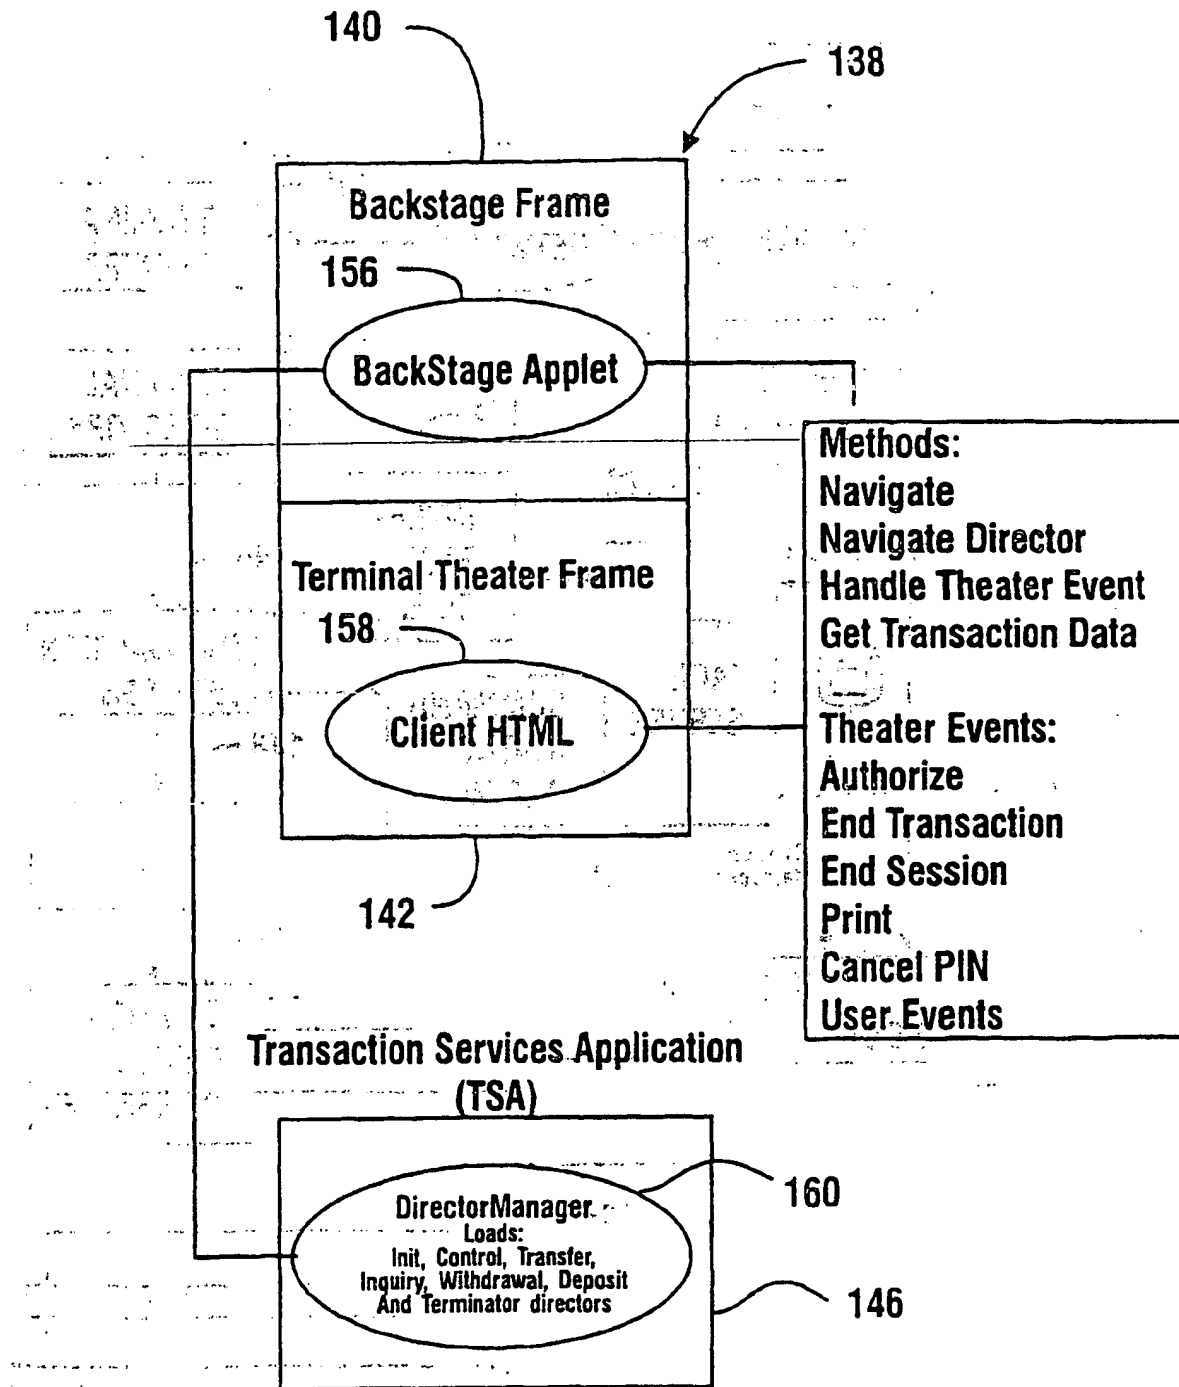 140
138
Backstage Frame
156
BackStage Applet
Methods:
Navigate
Navigate Director
Handle Theater Event
Get Transaction Data
Terminal Theater Frame
158
Client HTML
Theater Events:
Authorize
End Transaction
End Session
Print
Cancel PIN
User Events
142
Transaction Services Application
(TSA)
160
DirectorManager
Loads:
Init, Control, Transfer,
Inquiry, Withdrawal, Deposit
And Terminator directors
146